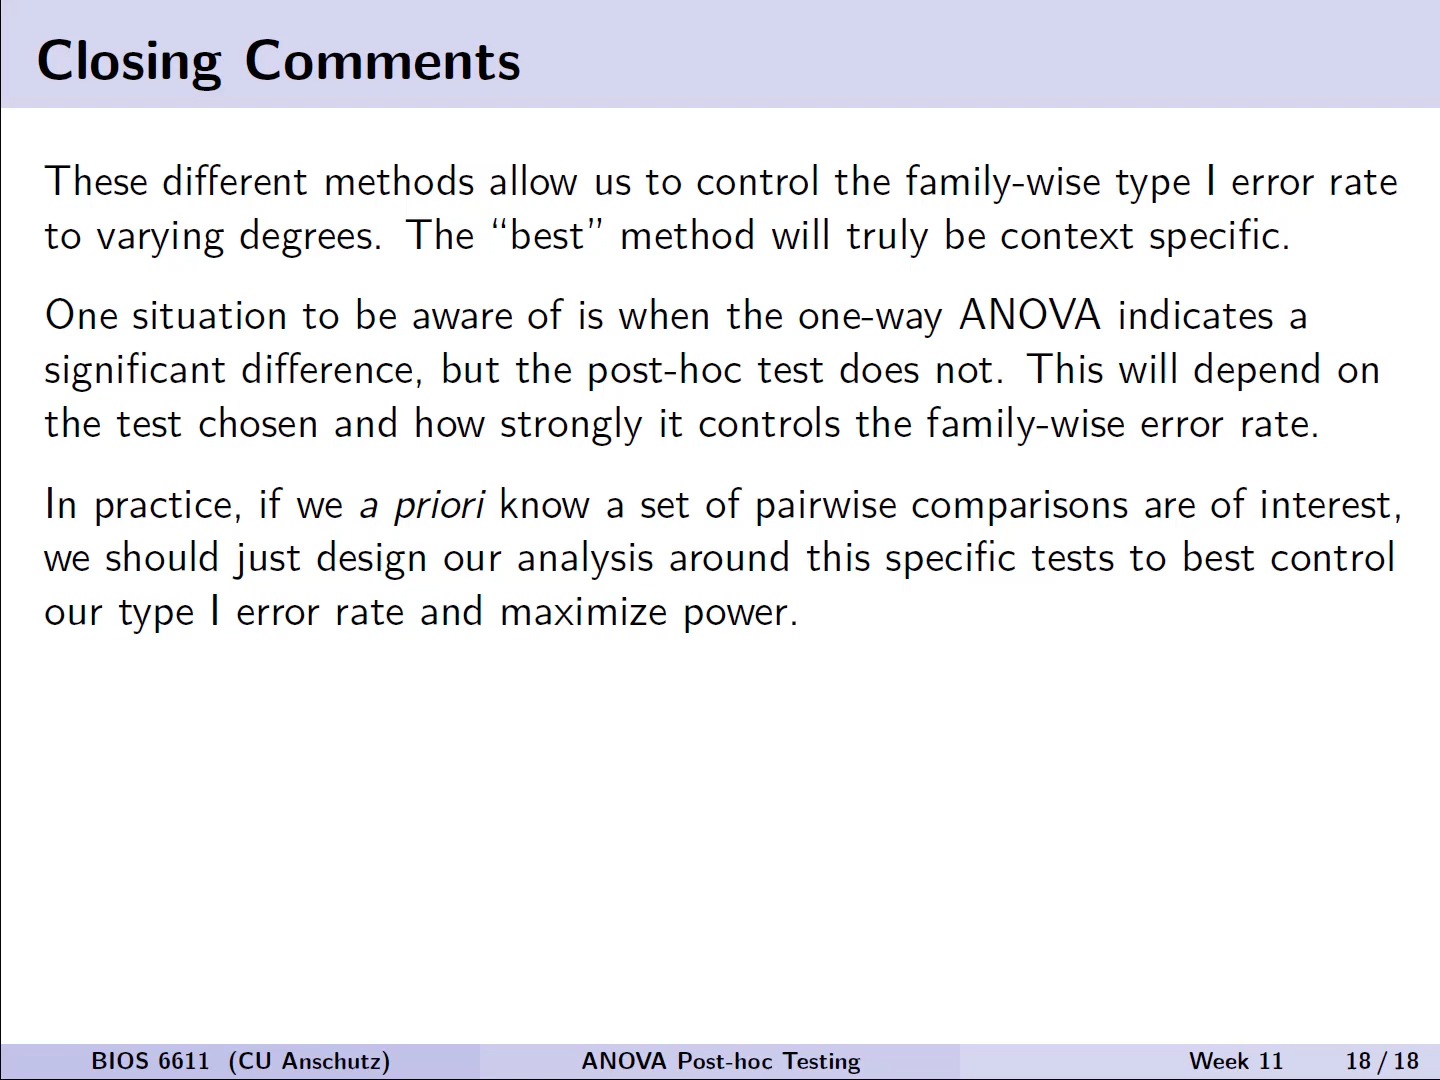 Closing Comments
These different methods allow us to control the family-wise type I error rate
to varying degrees. The “best” method will truly be context specific.
One situation to be aware of is when the one-way ANOVA indicates a
significant difference, but the post-hoc test does not. This will depend on
the test chosen and how strongly it controls the family-wise error rate.
In practice, if we a priori know a set of pairwise comparisons are of interest,
we should just design our analysis around this specific tests to best control
our type I error rate and maximize power.
BIOS 6611 (CU Anschutz) ANOVA Post-hoc Testing Week 11 18 / 18